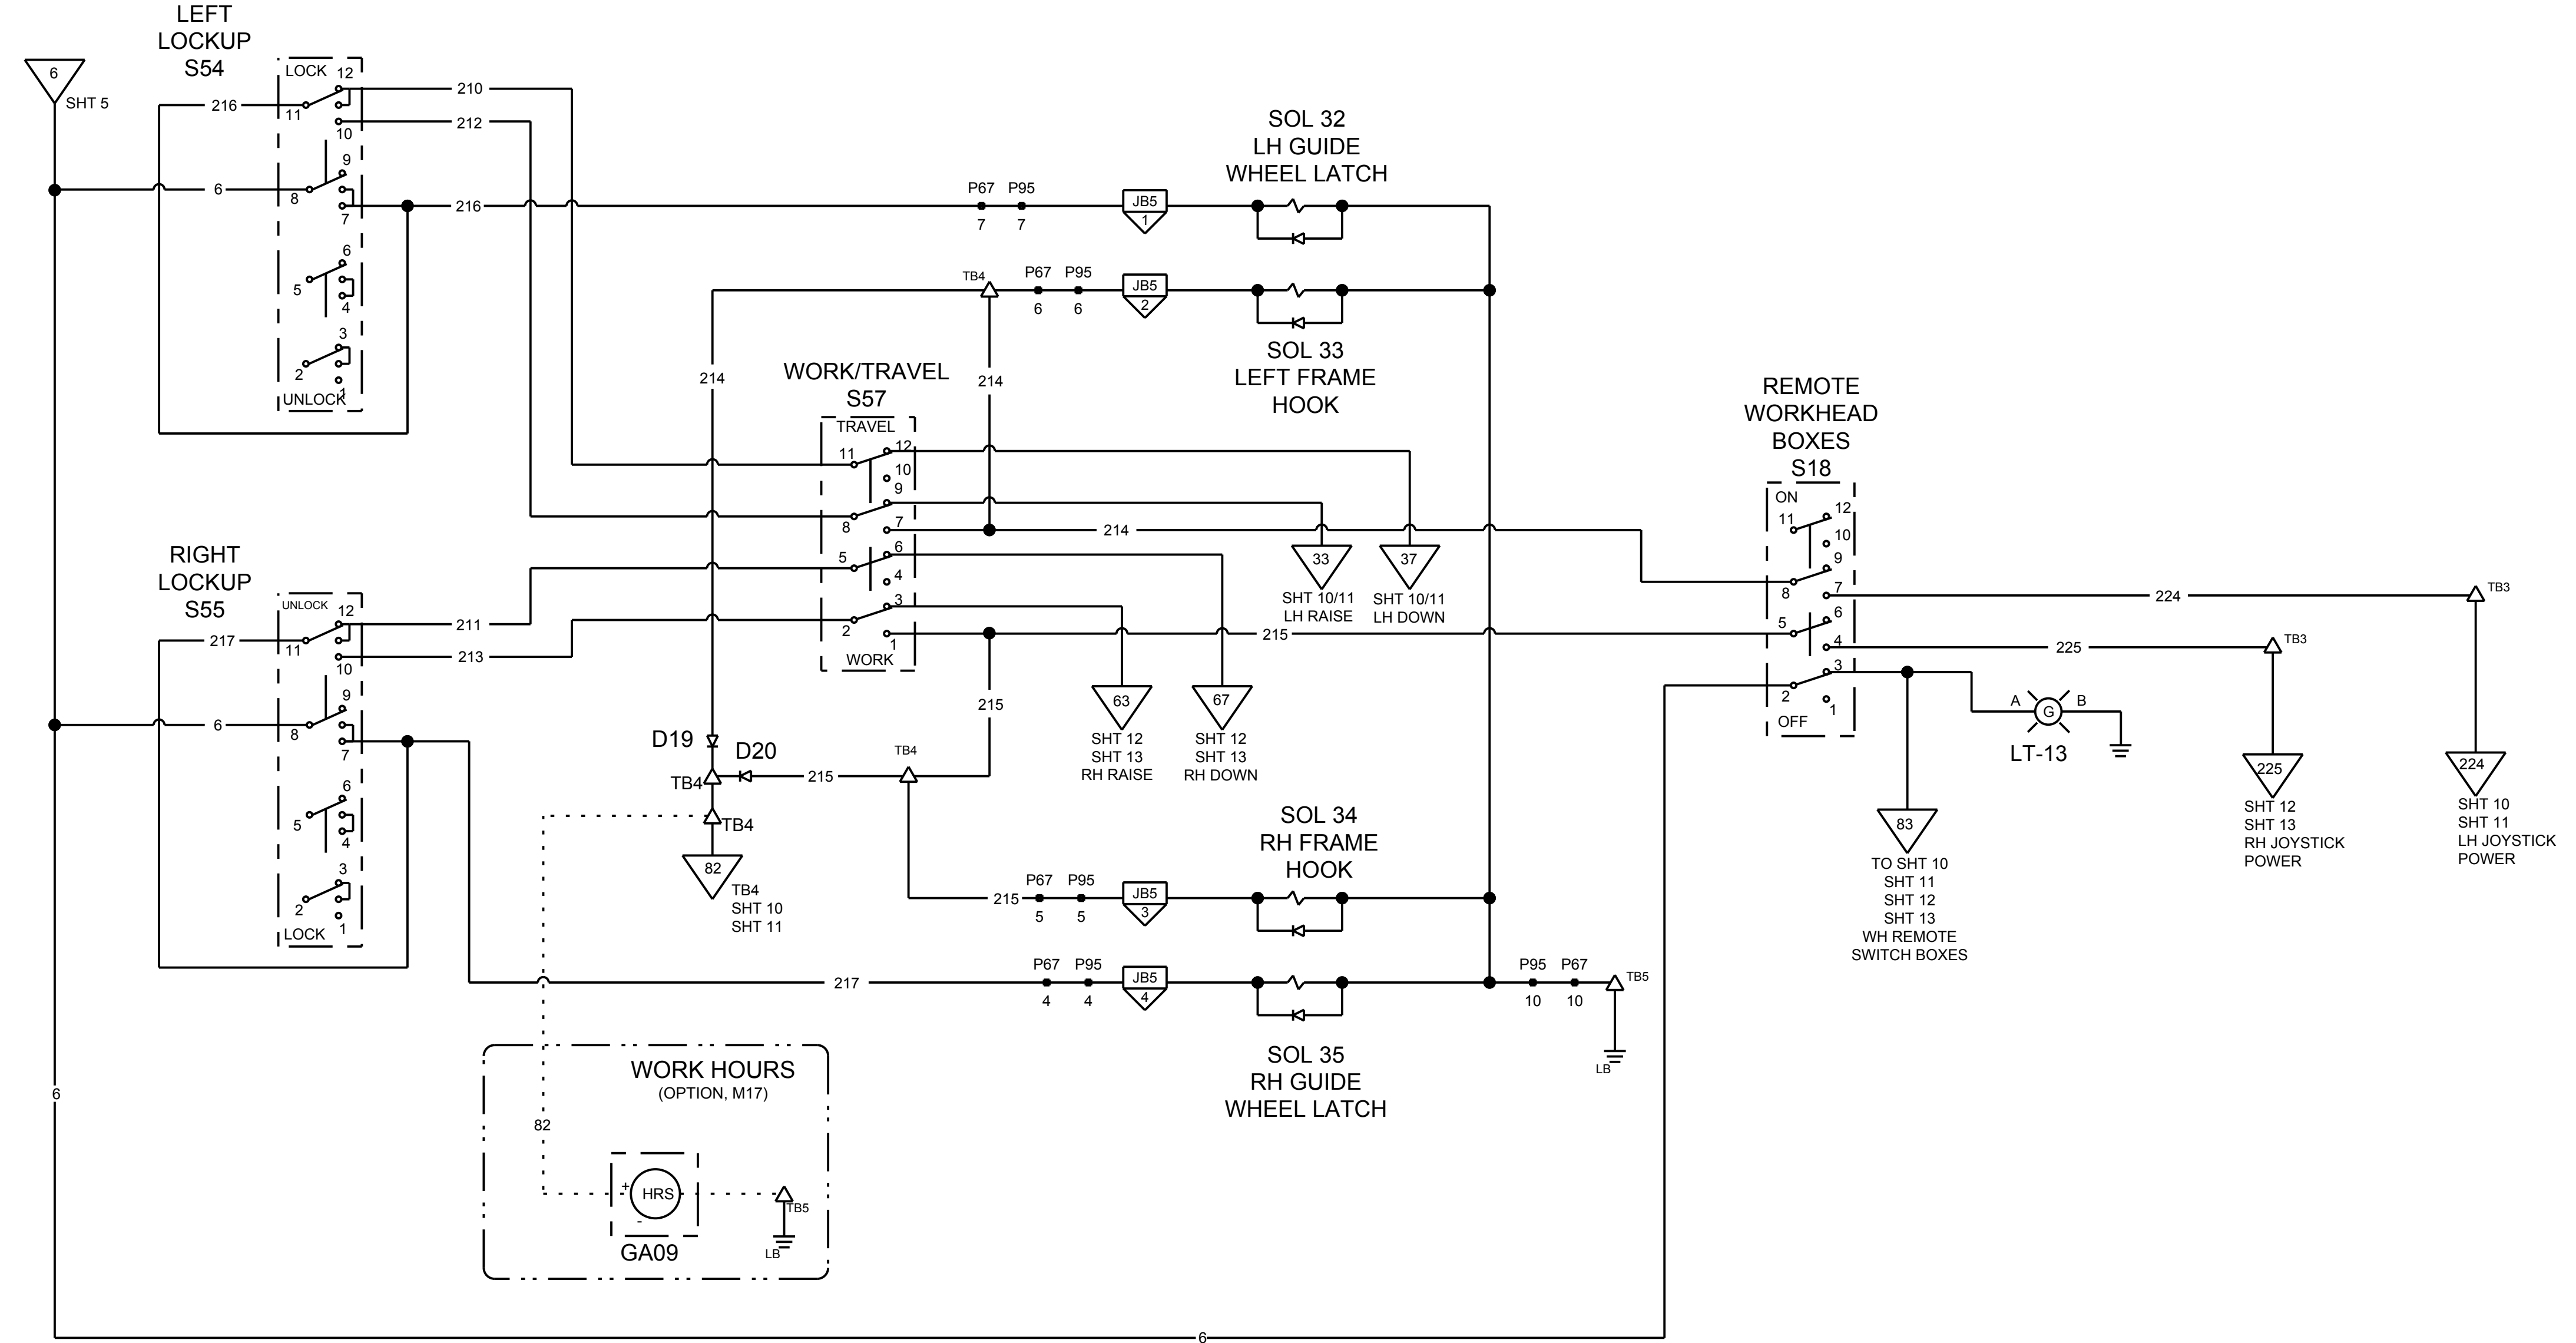 LEFT
LOCKUP
S54
6
SHT 5
LOCK
12
11
10
9
8
7
6
5
4
3
2
1
UNLOCK
216
210
212
6
216
P67 P95
7 7
JB5
1
SOL 32
LH GUIDE
WHEEL LATCH
TB4
P67 P95
6 6
JB5
2
SOL 33
LEFT FRAME
HOOK
214
214
WORK/TRAVEL
S57
TRAVEL
11
12
10
9
8
7
6
5
4
3
2
1
WORK
214
33
SHT 10/11
LH RAISE
37
SHT 10/11
LH DOWN
215
63
SHT 12
SHT 13
RH RAISE
67
SHT 12
SHT 13
RH DOWN
215
REMOTE
WORKHEAD
BOXES
S18
ON
12
11
10
9
8
7
6
5
4
3
2
1
OFF
224
TB3
225
TB3
A
G
B
LT-13
83
TO SHT 10
SHT 11
SHT 12
SHT 13
WH REMOTE
SWITCH BOXES
225
SHT 12
SHT 13
RH JOYSTICK
POWER
224
SHT 10
SHT 11
LH JOYSTICK
POWER
RIGHT
LOCKUP
S55
UNLOCK
12
11
10
9
8
7
6
5
4
3
2
1
LOCK
217
211
213
6
D19
D20
TB4
215
TB4
TB4
82
TB4
SHT 10
SHT 11
SOL 34
RH FRAME
HOOK
215
P67 P95
5 5
JB5
3
217
P67 P95
4 4
JB5
4
SOL 35
RH GUIDE
WHEEL LATCH
P95 P67
10 10
TB5
LB
WORK HOURS
(OPTION, M17)
82
+
HRS
-
GA09
TB5
LB
6
6